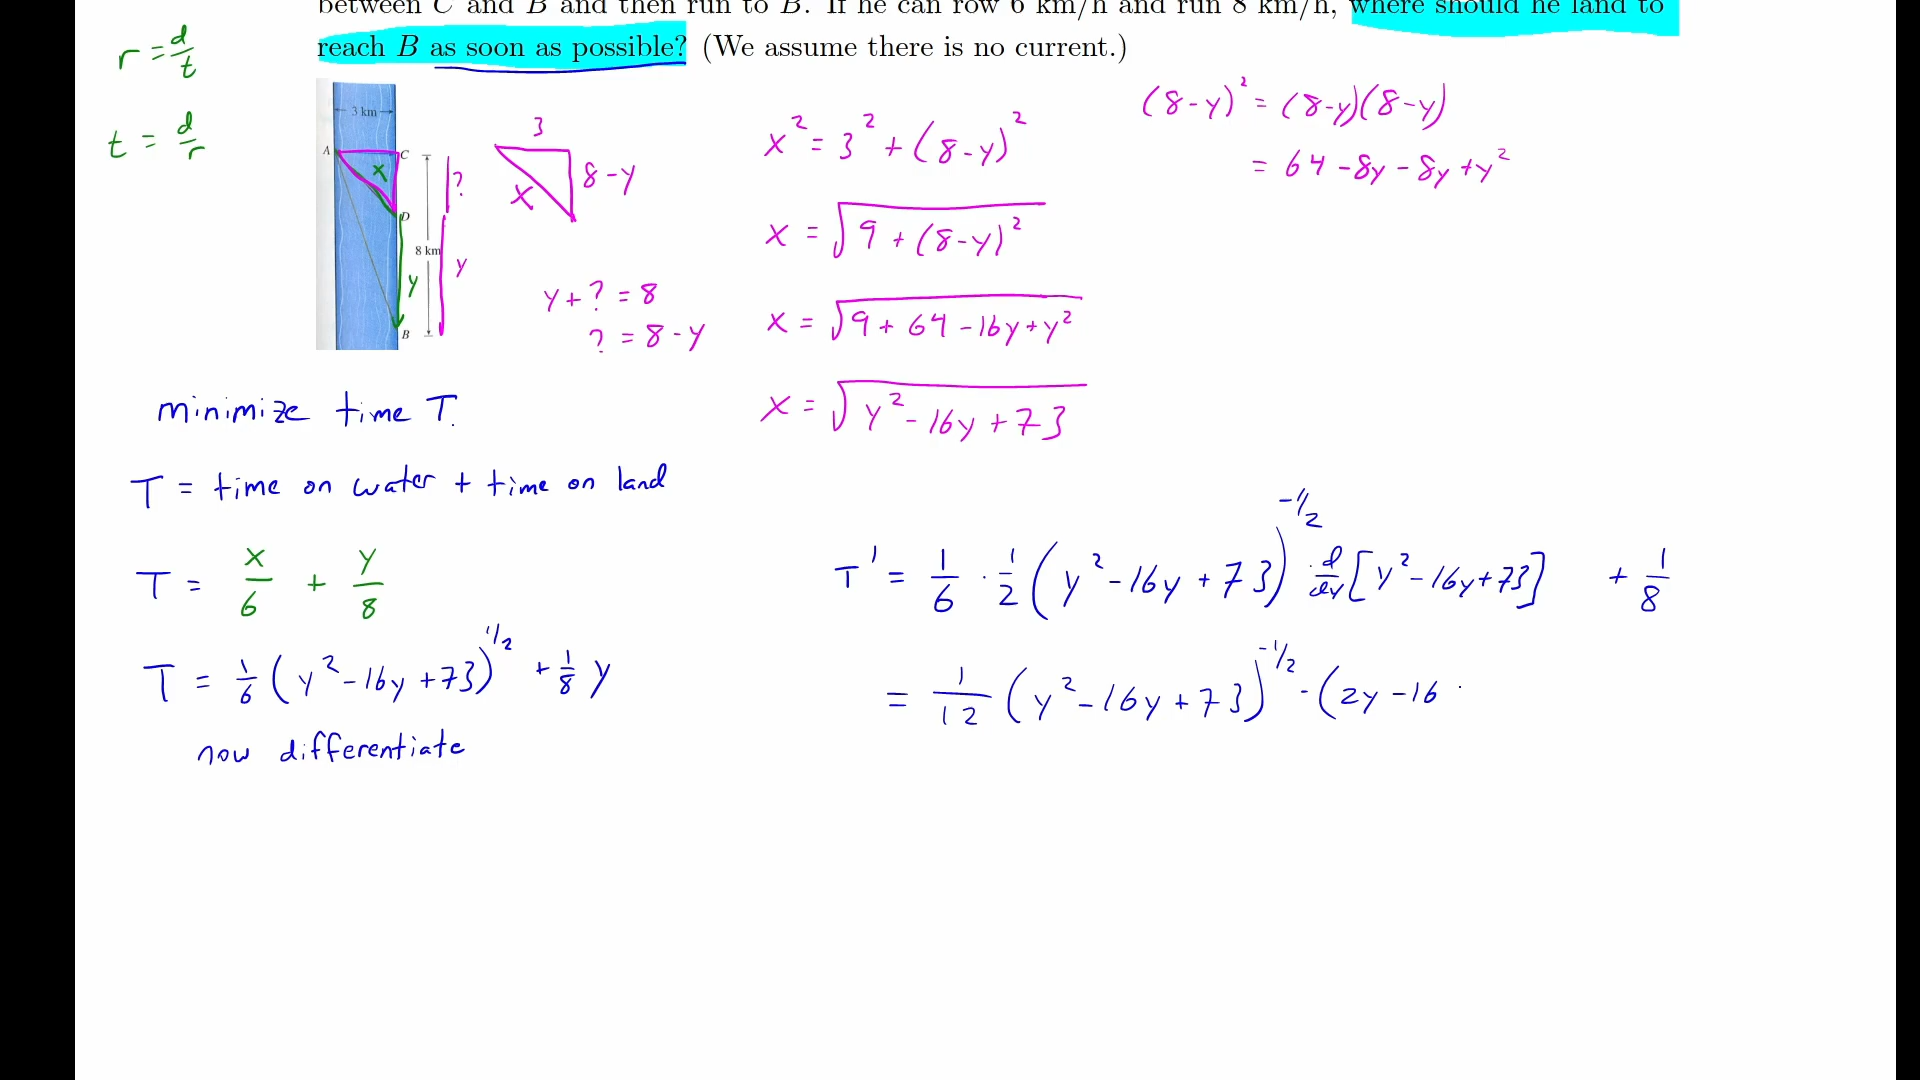 between C and B and then run to B. If he can row 6 km/h and run 8 km/h, where should he land to
reach B as soon as possible? (We assume there is no current.)
r = d/t
t = d/r
3 km
A
C
x
D
8 km
y
B
?
y
3
8-y
x
y + ? = 8
? = 8 - y
x² = 3² + (8-y)²
x = √(9 + (8-y)²)
x = √(9 + 64 - 16y + y²)
x = √(y² - 16y + 73)
(8-y)² = (8-y)(8-y)
= 64 - 8y - 8y + y²
minimize time T.
T = time on water + time on land
T = x/6 + y/8
T = 1/6 (y² - 16y + 73)^1/2 + 1/8 y
now differentiate
T' = 1/6 · 1/2 (y² - 16y + 73)^-1/2 · d/dy [y² - 16y + 73] + 1/8
= 1/12 (y² - 16y + 73)^-1/2 · (2y - 16